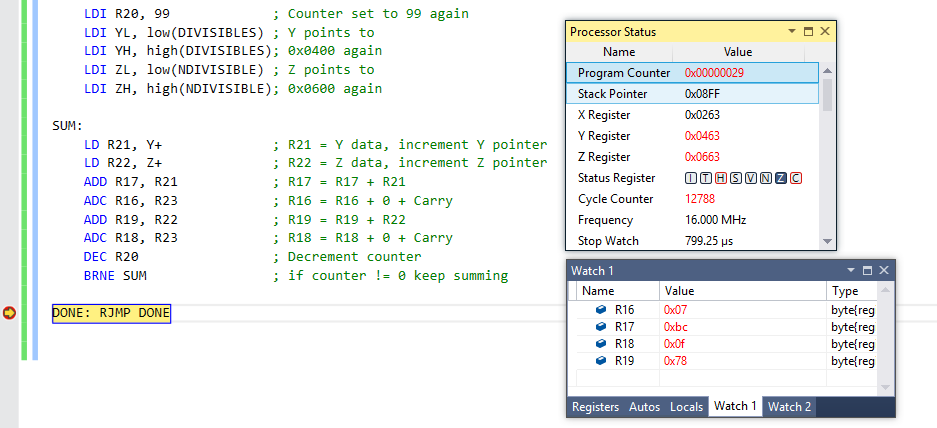 LDI R20, 99 ; Counter set to 99 again
LDI YL, low(DIVISIBLES) ; Y points to
LDI YH, high(DIVISIBLES); 0x0400 again
LDI ZL, low(NDIVISIBLE) ; Z points to
LDI ZH, high(NDIVISIBLE); 0x0600 again
SUM:
LD R21, Y+ ; R21 = Y data, increment Y pointer
LD R22, Z+ ; R22 = Z data, increment Z pointer
ADD R17, R21 ; R17 = R17 + R21
ADC R16, R23 ; R16 = R16 + 0 + Carry
ADD R19, R22 ; R19 = R19 + R22
ADC R18, R23 ; R18 = R18 + 0 + Carry
DEC R20 ; Decrement counter
BRNE SUM ; if counter != 0 keep summing
DONE: RJMP DONE
Processor Status
Name Value
Program Counter 0x00000029
Stack Pointer 0x08FF
X Register 0x0263
Y Register 0x0463
Z Register 0x0663
Status Register I T H S V N Z C
Cycle Counter 12788
Frequency 16.000 MHz
Stop Watch 799.25 µs
Watch 1
Name Value Type
R16 0x07 byte{reg
R17 0xbc byte{reg
R18 0x0f byte{reg
R19 0x78 byte{reg
Registers Autos Locals Watch 1 Watch 2